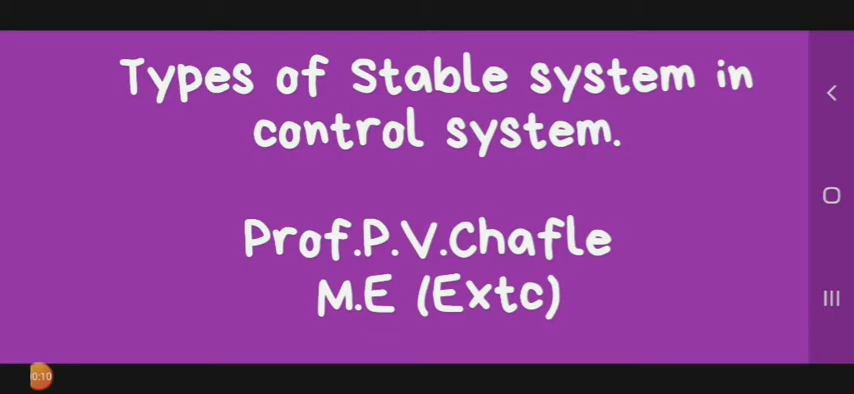 Types of Stable system in
control system.
Prof.P.V.Chafle
M.E (Extc)
0:10